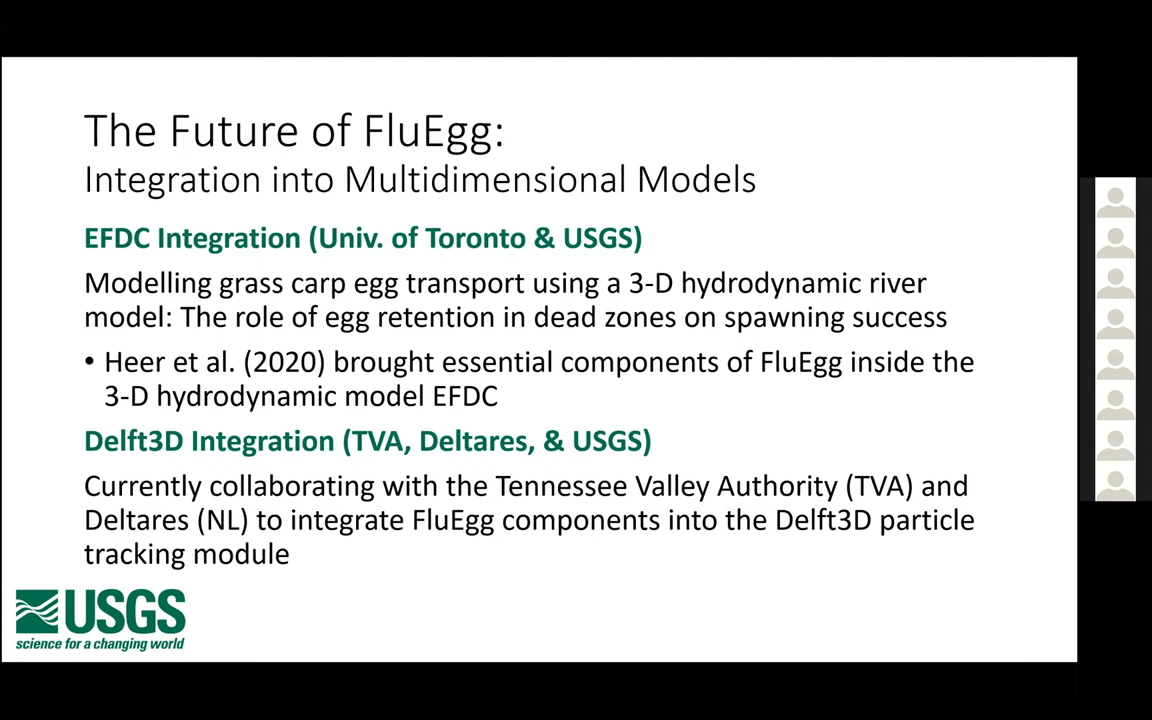 The Future of FluEgg:
Integration into Multidimensional Models
EFDC Integration (Univ. of Toronto & USGS)
Modelling grass carp egg transport using a 3-D hydrodynamic river
model: The role of egg retention in dead zones on spawning success
• Heer et al. (2020) brought essential components of FluEgg inside the
3-D hydrodynamic model EFDC
Delft3D Integration (TVA, Deltares, & USGS)
Currently collaborating with the Tennessee Valley Authority (TVA) and
Deltares (NL) to integrate FluEgg components into the Delft3D particle
tracking module
USGS
science for a changing world